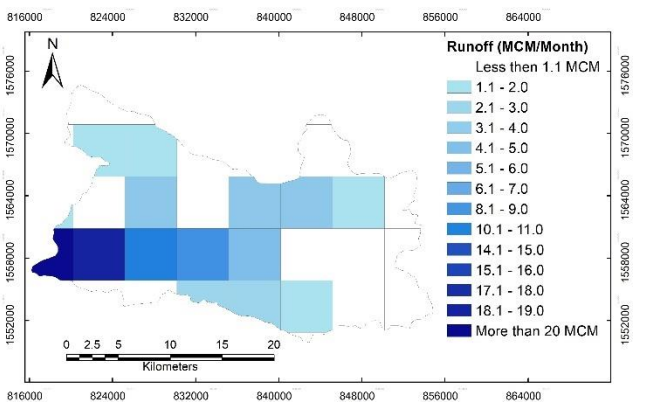 816000 824000 832000 840000 848000 856000 864000
N
Runoff (MCM/Month)
Less then 1.1 MCM
1.1 - 2.0
2.1 - 3.0
3.1 - 4.0
4.1 - 5.0
5.1 - 6.0
6.1 - 7.0
8.1 - 9.0
10.1 - 11.0
14.1 - 15.0
15.1 - 16.0
17.1 - 18.0
18.1 - 19.0
More than 20 MCM
1576000
1570000
1564000
1558000
1552000
1576000
1570000
1564000
1558000
1552000
0 2.5 5 10 15 20
Kilometers
816000 824000 832000 840000 848000 856000 864000